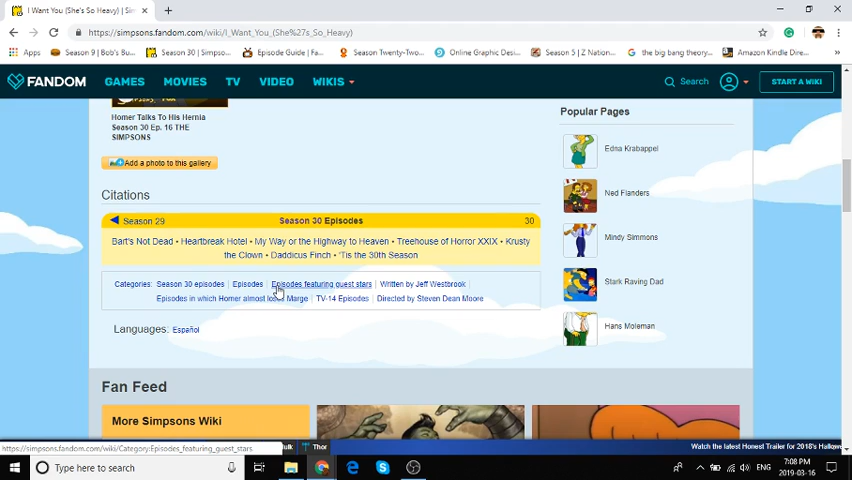 I Want You (She's So Heavy) | Sim
https://simpsons.fandom.com/wiki/I_Want_You_(She%27s_So_Heavy)
Apps Season 9 | Bob's Bu... Season 30 | Simpso... Episode Guide | Fa... Season Twenty-Two... Online Graphic Desi... Season 5 | Z Nation... the big bang theory... Amazon Kindle Dire...
FANDOM GAMES MOVIES TV VIDEO WIKIS Search START A WIKI
Homer Talks To His Hernia
Season 30 Ep. 16 THE
SIMPSONS
Add a photo to this gallery
Popular Pages
Edna Krabappel
Ned Flanders
Mindy Simmons
Stark Raving Dad
Hans Moleman
Citations
Season 29 Season 30 Episodes 30
Bart's Not Dead • Heartbreak Hotel • My Way or the Highway to Heaven • Treehouse of Horror XXIX • Krusty
the Clown • Daddicus Finch • 'Tis the 30th Season
Categories: Season 30 episodes Episodes Episodes featuring guest stars Written by Jeff Westbrook
Episodes in which Homer almost loses Marge TV-14 Episodes Directed by Steven Dean Moore
Languages: Español
Fan Feed
More Simpsons Wiki
https://simpsons.fandom.com/wiki/Category:Episodes_featuring_guest_stars
Thor
Watch the latest Honest Trailer for 2018's Hallow
Type here to search
ENG
7:08 PM
2019-03-16